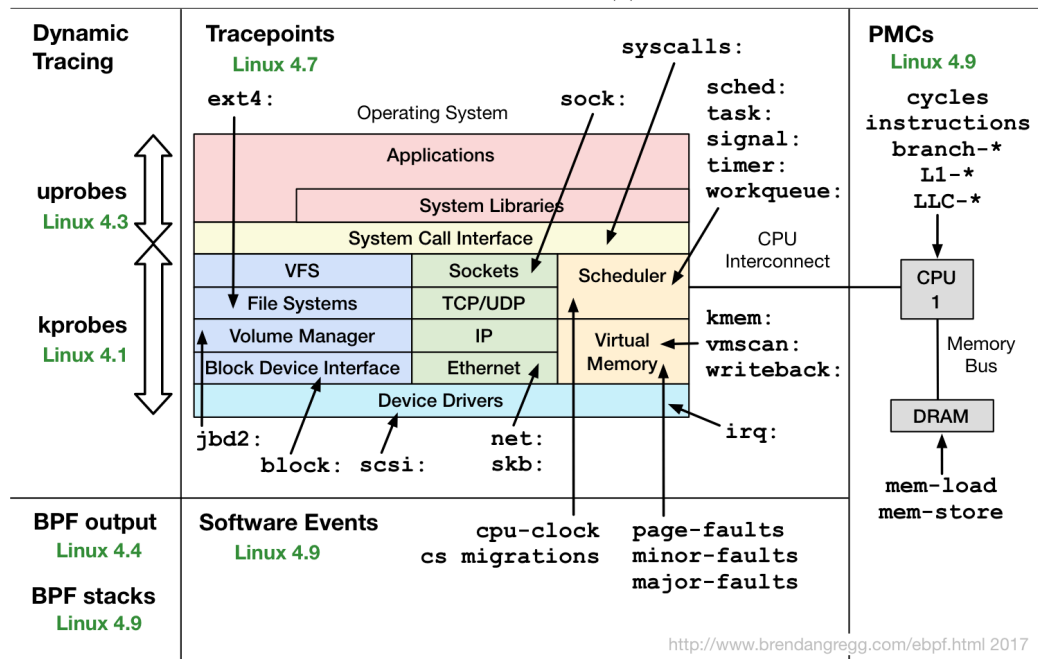 Dynamic
Tracing
Tracepoints
Linux 4.7
PMCs
Linux 4.9
syscalls:
ext4:
sock:
Operating System
sched:
task:
signal:
timer:
workqueue:
cycles
instructions
branch-*
L1-*
LLC-*
uprobes
Linux 4.3
kprobes
Linux 4.1
Applications
System Libraries
System Call Interface
VFS
Sockets
Scheduler
File Systems
TCP/UDP
Volume Manager
IP
Virtual
Memory
Block Device Interface
Ethernet
Device Drivers
CPU
Interconnect
CPU
1
kmem:
vmscan:
writeback:
Memory
Bus
DRAM
jbd2:
block:
scsi:
net:
skb:
irq:
mem-load
mem-store
BPF output
Linux 4.4
BPF stacks
Linux 4.9
Software Events
Linux 4.9
cpu-clock
cs migrations
page-faults
minor-faults
major-faults
http://www.brendangregg.com/ebpf.html 2017